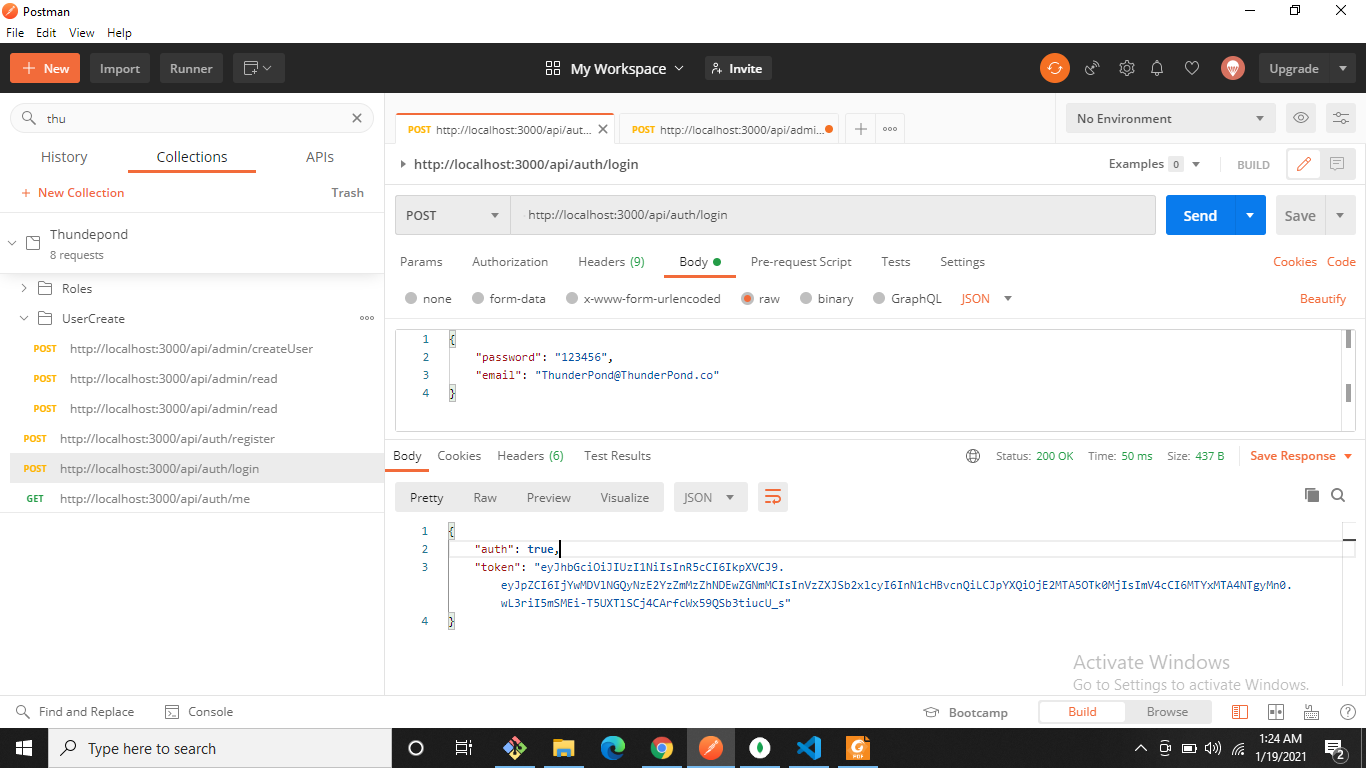 Postman
File Edit View Help
+ New Import Runner My Workspace Invite Upgrade
thu
History Collections APIs
+ New Collection Trash
Thundepond
8 requests
Roles
UserCreate
POST http://localhost:3000/api/admin/createUser
POST http://localhost:3000/api/admin/read
POST http://localhost:3000/api/admin/read
POST http://localhost:3000/api/auth/register
POST http://localhost:3000/api/auth/login
GET http://localhost:3000/api/auth/me
POST http://localhost:3000/api/aut... POST http://localhost:3000/api/admi... No Environment
http://localhost:3000/api/auth/login Examples 0 BUILD
POST http://localhost:3000/api/auth/login Send Save
Params Authorization Headers (9) Body Pre-request Script Tests Settings Cookies Code
none form-data x-www-form-urlencoded raw binary GraphQL JSON Beautify
1 {
2 "password": "123456",
3 "email": "ThunderPond@ThunderPond.co"
4 }
Body Cookies Headers (6) Test Results Status: 200 OK Time: 50 ms Size: 437 B Save Response
Pretty Raw Preview Visualize JSON
1 {
2 "auth": true,
3 "token": "eyJhbGciOiJIUzI1NiIsInR5cCI6IkpXVCJ9.
eyJpZCI6IjYwMDVlNGQyNzE2YzZmMzZhNDEwZGNmMCIsInVzZXJSb2xlcyI6InN1cHBvcnQiLCJpYXQiOjE2MTA5OTk0MjIsImV4cCI6MTYxMTA4NTgyMn0.
wL3riI5mSMEi-T5UXTlSCj4CArfcWx59QSb3tiucU_s"
4 }
Activate Windows
Go to Settings to activate Windows.
Find and Replace Console Bootcamp Build Browse
Type here to search
PDF
1:24 AM
1/19/2021
2